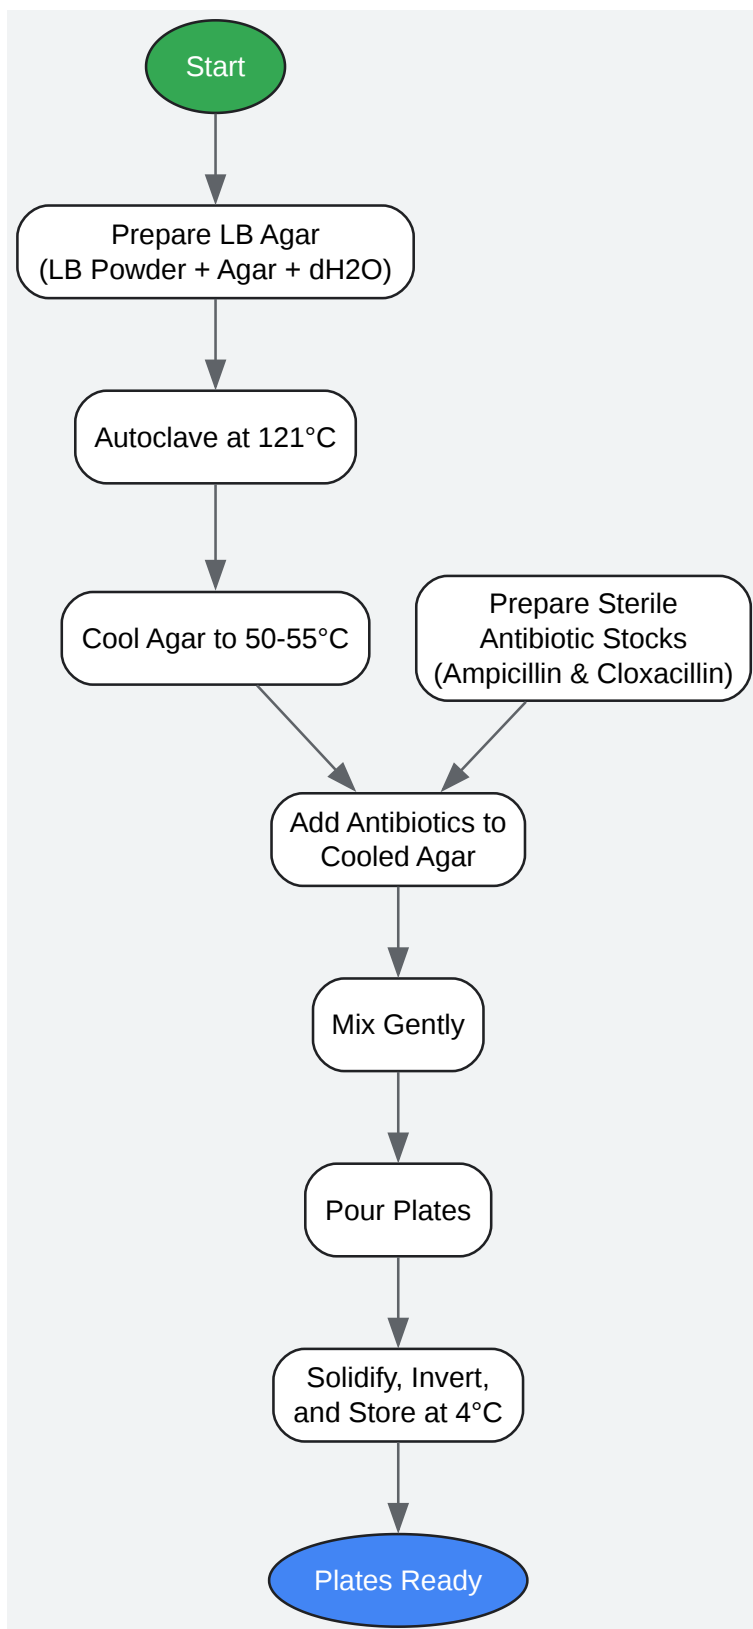 Start
Prepare LB Agar
(LB Powder + Agar + dH2O)
Autoclave at 121°C
Cool Agar to 50-55°C
Prepare Sterile
Antibiotic Stocks
(Ampicillin & Cloxacillin)
Add Antibiotics to
Cooled Agar
Mix Gently
Pour Plates
Solidify, Invert,
and Store at 4°C
Plates Ready